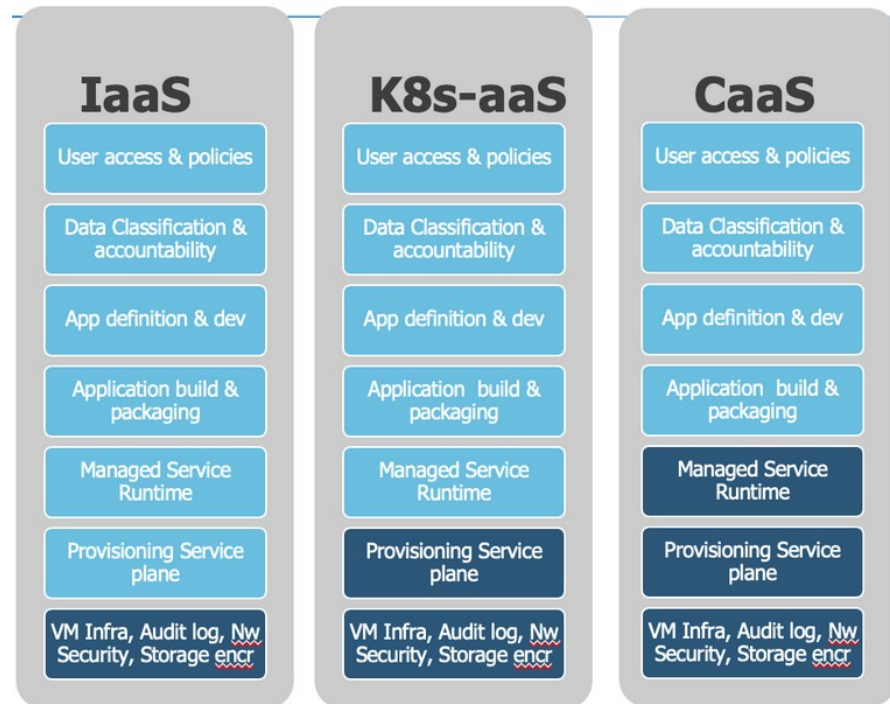 IaaS
User access & policies
Data Classification &
accountability
App definition & dev
Application build &
packaging
Managed Service
Runtime
Provisioning Service
plane
VM Infra, Audit log, Nw
Security, Storage encr
K8s-aaS
User access & policies
Data Classification &
accountability
App definition & dev
Application build &
packaging
Managed Service
Runtime
Provisioning Service
plane
VM Infra, Audit log, Nw
Security, Storage encr
CaaS
User access & policies
Data Classification &
accountability
App definition & dev
Application build &
packaging
Managed Service
Runtime
Provisioning Service
plane
VM Infra, Audit log, Nw
Security, Storage encr